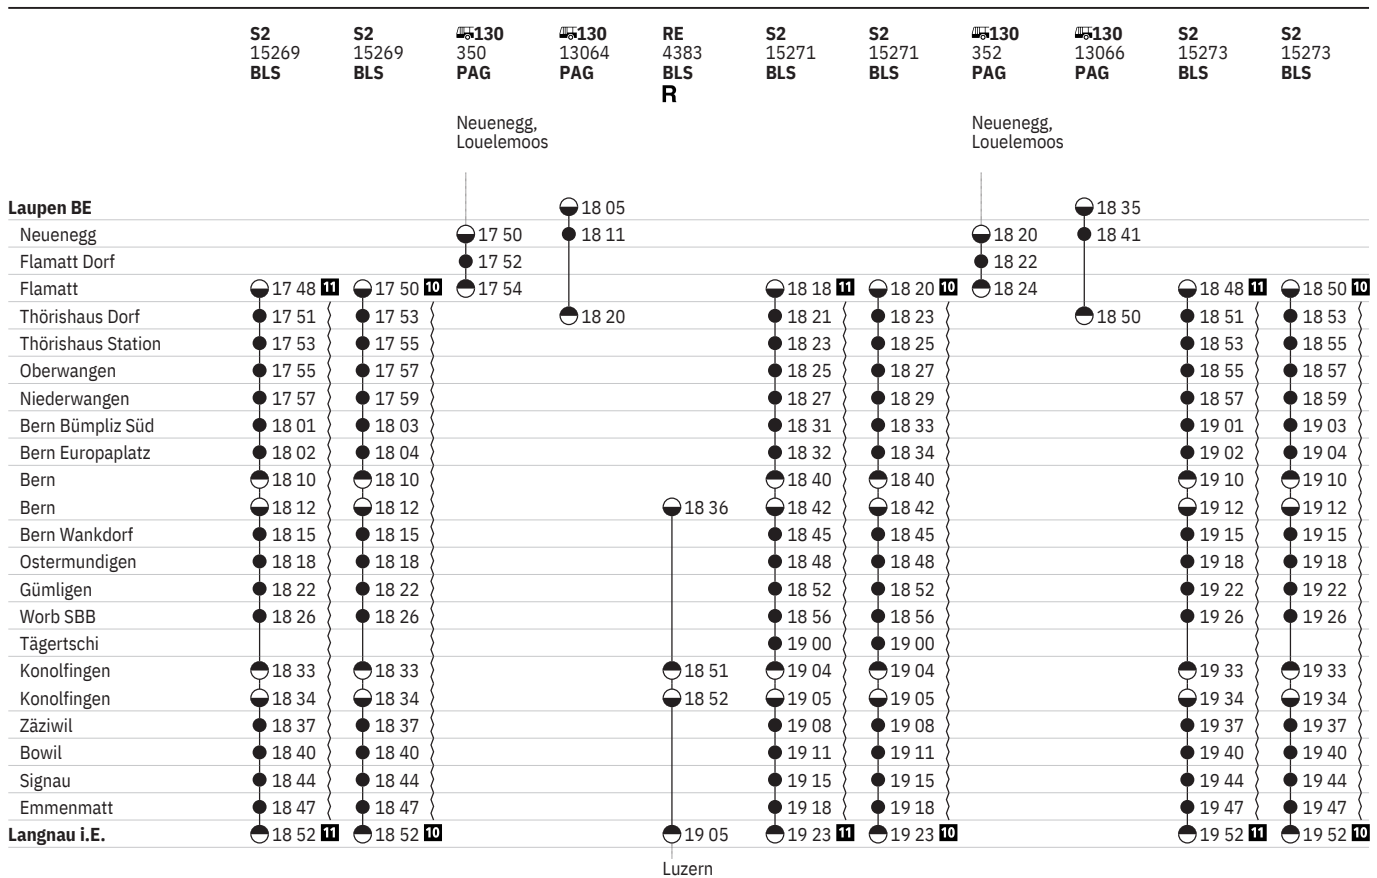 S2 S2 130 130 RE S2 S2 130 130 S2 S2
15269 15269 350 13064 4383 15271 15271 352 13066 15273 15273
BLS BLS PAG PAG BLS BLS BLS PAG PAG BLS BLS
R
Neuenegg, Neuenegg,
Louelemoos Louelemoos
Laupen BE 18 05 18 35
Neuenegg 17 50 18 11 18 20 18 41
Flamatt Dorf 17 52 18 22
Flamatt 17 48 11 17 50 10 17 54 18 18 11 18 20 10 18 24 18 48 11 18 50 10
Thörishaus Dorf 17 51 17 53 18 20 18 21 18 23 18 50 18 51 18 53
Thörishaus Station 17 53 17 55 18 23 18 25 18 53 18 55
Oberwangen 17 55 17 57 18 25 18 27 18 55 18 57
Niederwangen 17 57 17 59 18 27 18 29 18 57 18 59
Bern Bümpliz Süd 18 01 18 03 18 31 18 33 19 01 19 03
Bern Europaplatz 18 02 18 04 18 32 18 34 19 02 19 04
Bern 18 10 18 10 18 40 18 40 19 10 19 10
Bern 18 12 18 12 18 36 18 42 18 42 19 12 19 12
Bern Wankdorf 18 15 18 15 18 45 18 45 19 15 19 15
Ostermundigen 18 18 18 18 18 48 18 48 19 18 19 18
Gümligen 18 22 18 22 18 52 18 52 19 22 19 22
Worb SBB 18 26 18 26 18 56 18 56 19 26 19 26
Tägertschi 19 00 19 00
Konolfingen 18 33 18 33 18 51 19 04 19 04 19 33 19 33
Konolfingen 18 34 18 34 18 52 19 05 19 05 19 34 19 34
Zäziwil 18 37 18 37 19 08 19 08 19 37 19 37
Bowil 18 40 18 40 19 11 19 11 19 40 19 40
Signau 18 44 18 44 19 15 19 15 19 44 19 44
Emmenmatt 18 47 18 47 19 18 19 18 19 47 19 47
Langnau i.E. 18 52 11 18 52 10 19 05 19 23 11 19 23 10 19 52 11 19 52 10
Luzern